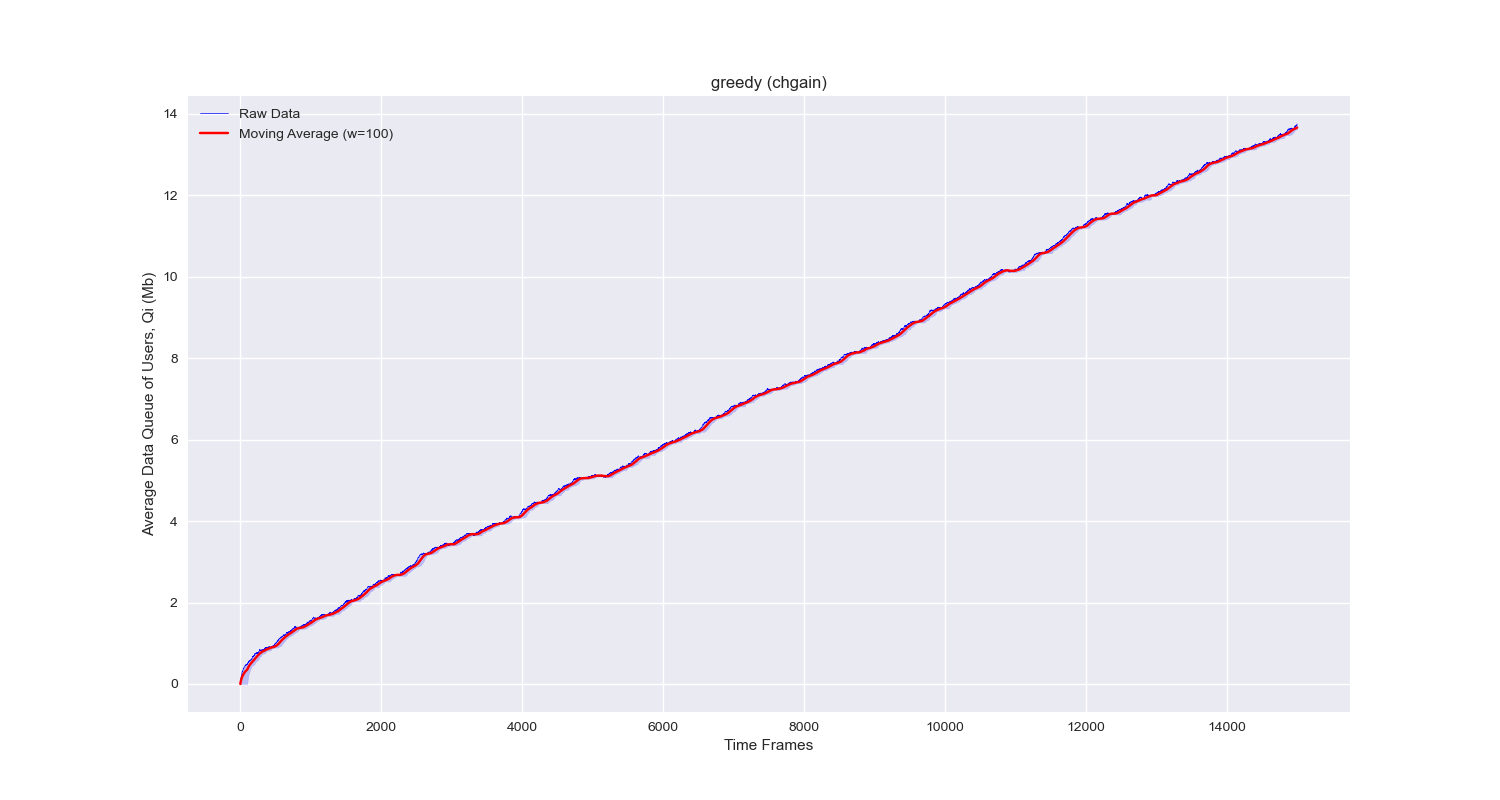 greedy (chgain)
Raw Data
Moving Average (w=100)
Average Data Queue of Users, Qi (Mb)
14
12
10
8
6
4
2
0
0 2000 4000 6000 8000 10000 12000 14000
Time Frames